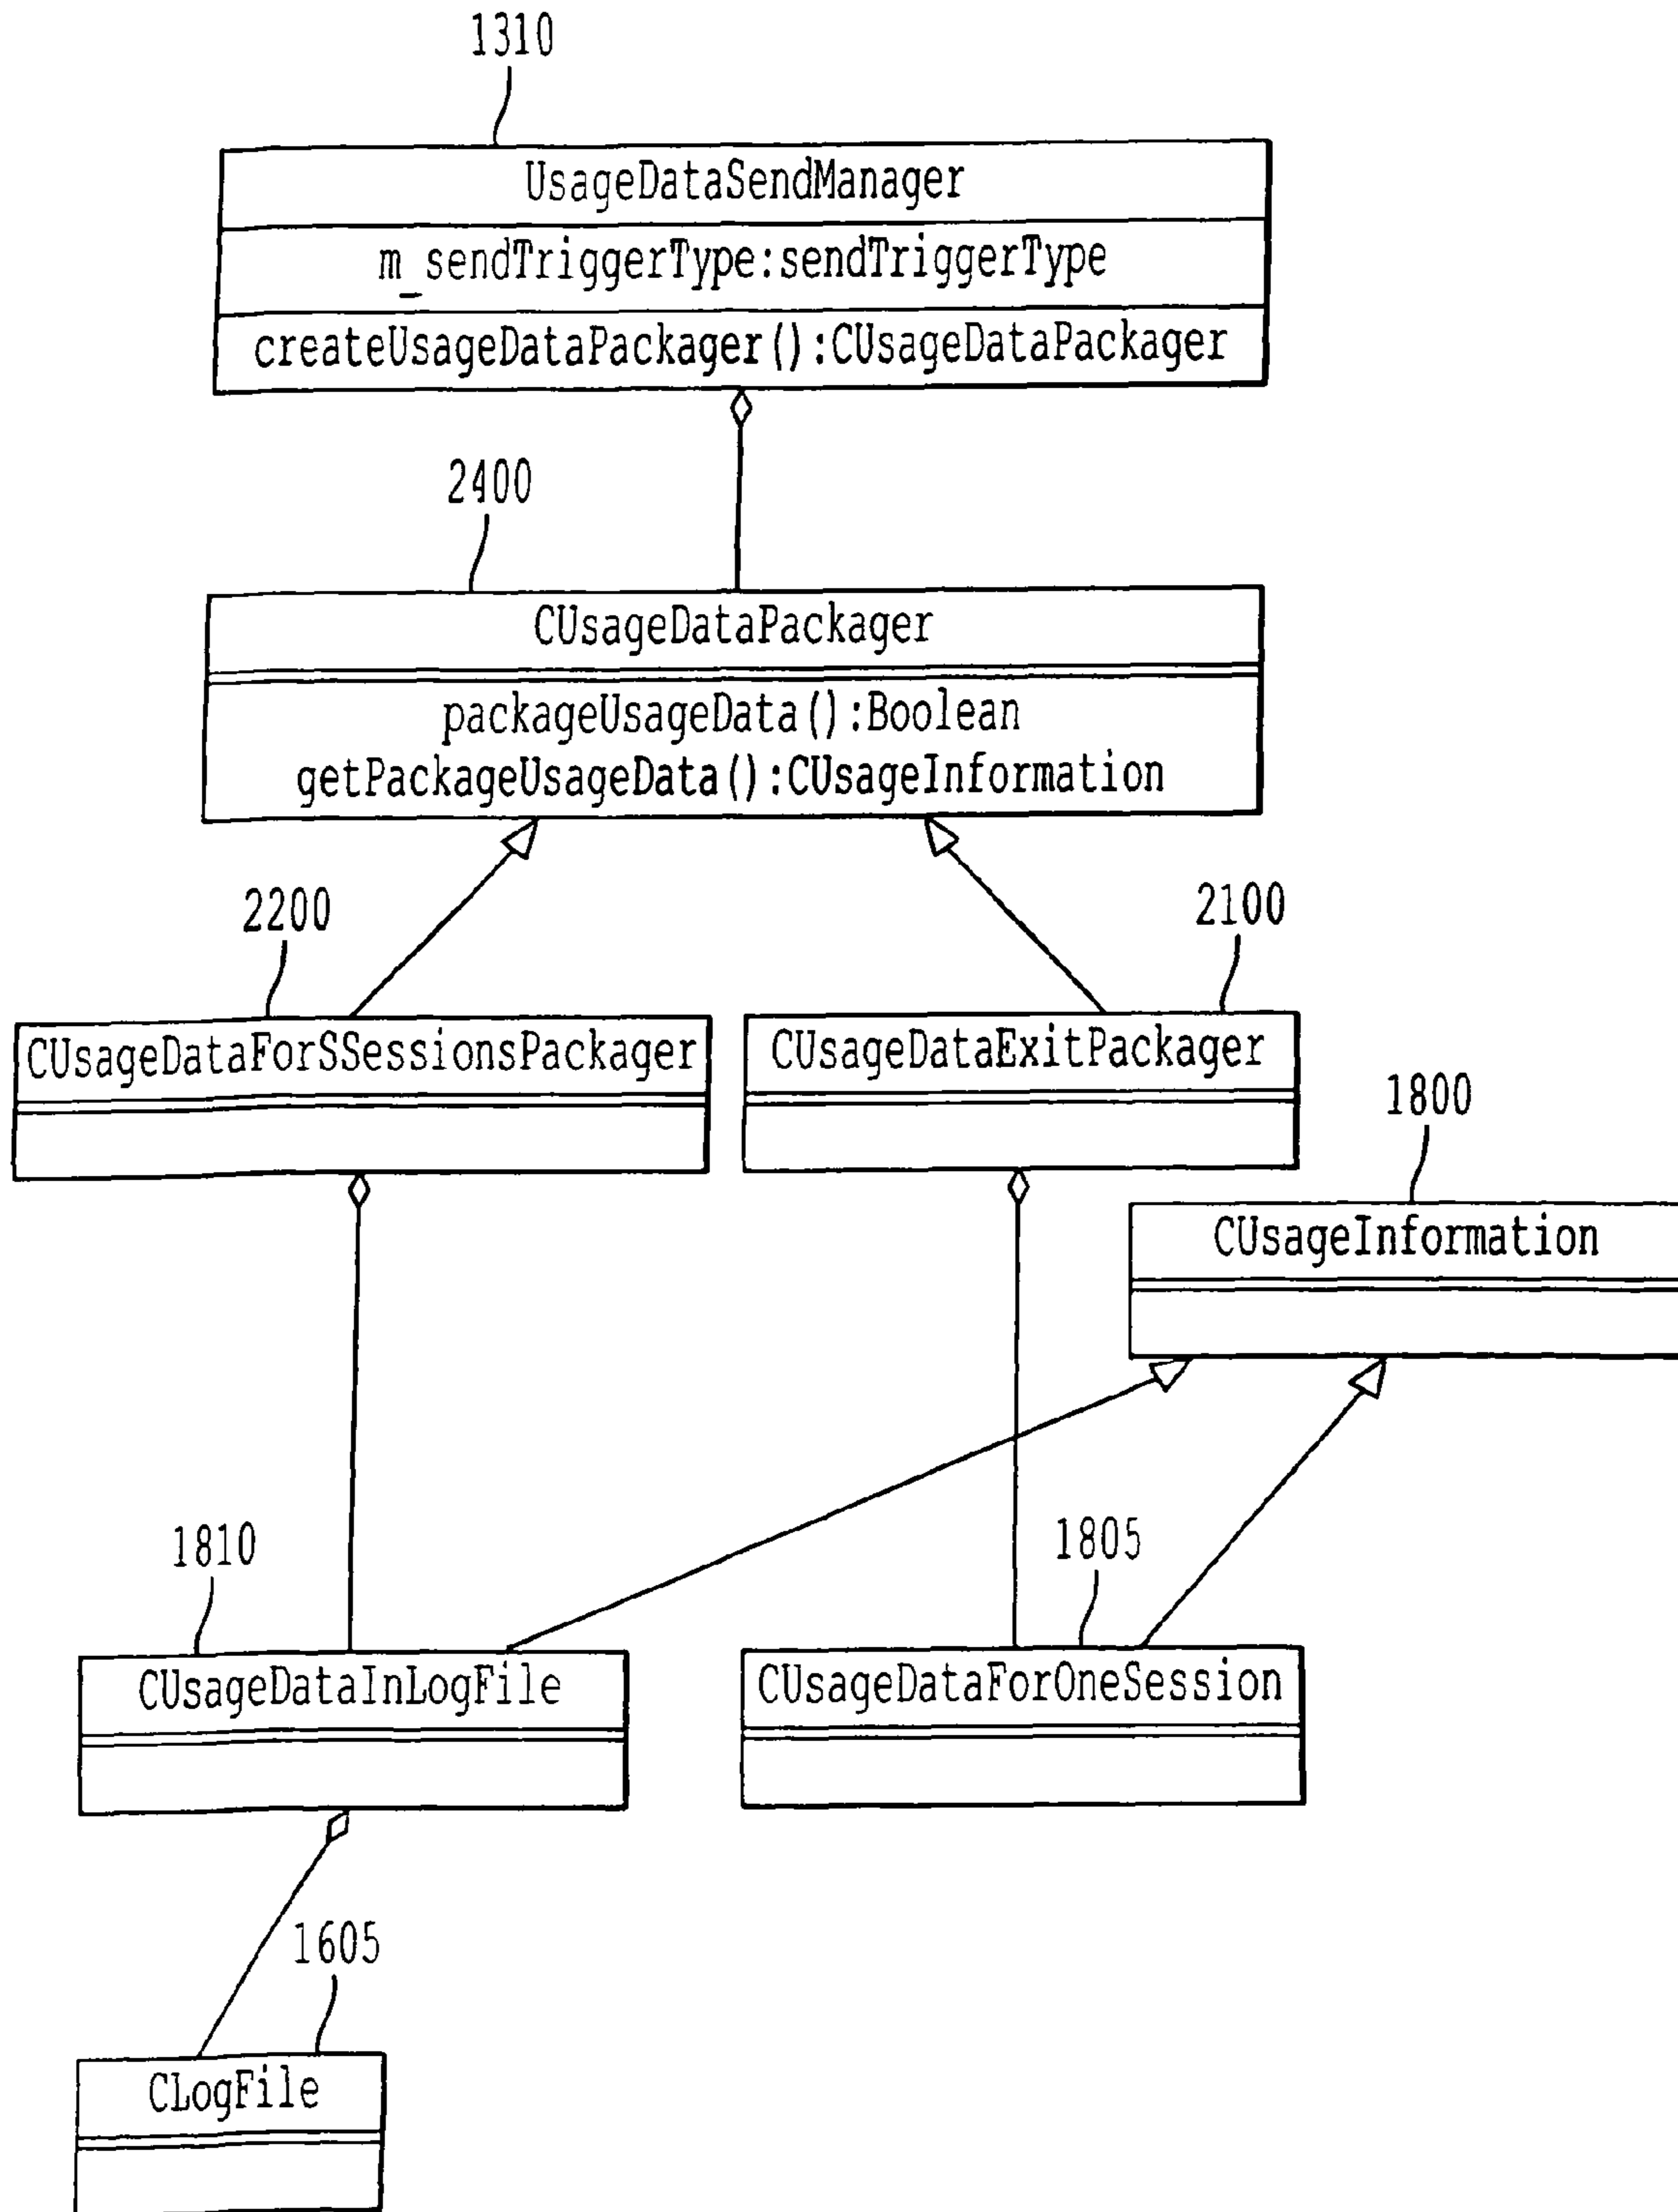 1310
UsageDataSendManager
m_sendTriggerType:sendTriggerType
createUsageDataPackager():CUsageDataPackager
2400
CUsageDataPackager
packageUsageData():Boolean
getPackageUsageData():CUsageInformation
2200
2100
CUsageDataForSSessionsPackager
CUsageDataExitPackager
1800
CUsageInformation
1810
1805
CUsageDataInLogFile
CUsageDataForOneSession
1605
CLogFile